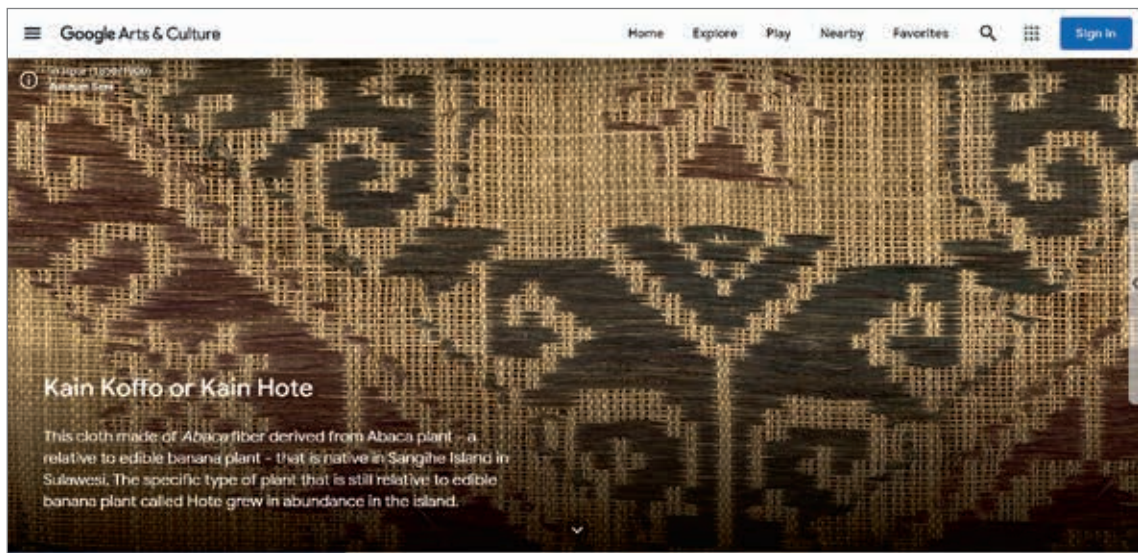 Google Arts & Culture
Home Explore Play Nearby Favorites Sign in
Kain Koffo or Kain Hote
This cloth made of Abaca fiber derived from Abaca plant - a
relative to edible banana plant - that is native in Sangihe Island in
Sulawesi. The specific type of plant that is still relative to edible
banana plant called Hote grew in abundance in the island.